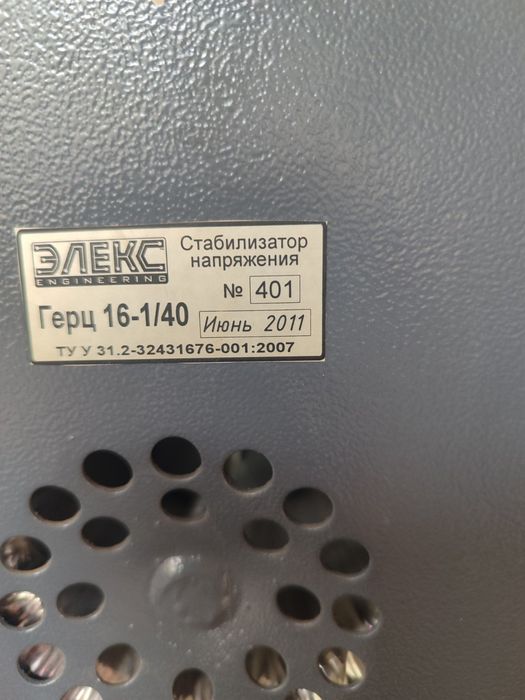 ЭЛЕКС
ENGINEERING
Стабилизатор
напряжения
№ 401
Герц 16-1/40
Июнь 2011
ТУ У 31.2-32431676-001:2007